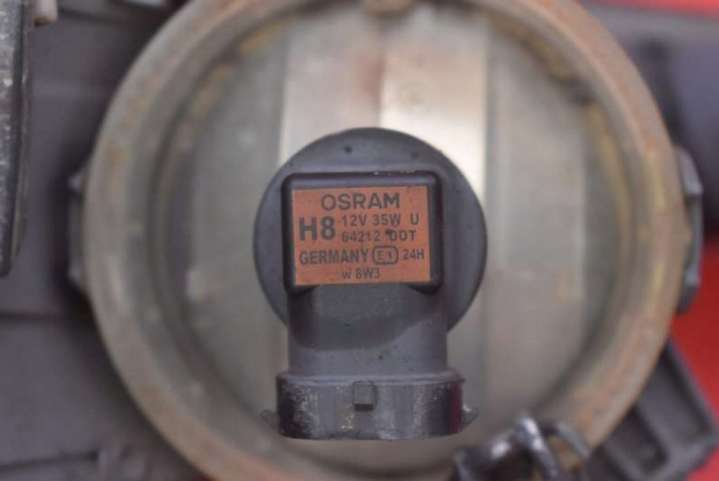 OSRAM
H8 12V 35W U
64212 DOT
GERMANY E1 24H
W 8W3